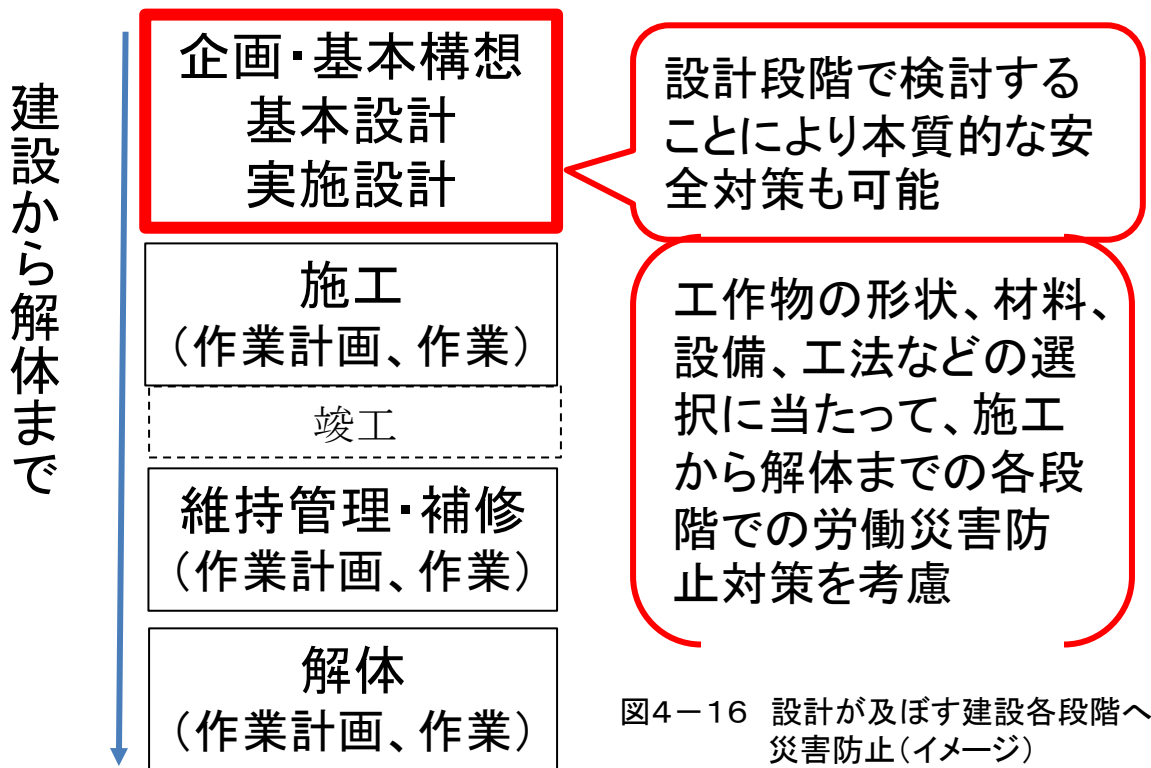 建設から解体まで
企画・基本構想
基本設計
実施設計
施工
（作業計画、作業）
竣工
維持管理・補修
（作業計画、作業）
解体
（作業計画、作業）
設計段階で検討する
ことにより本質的な安
全対策も可能
工作物の形状、材料、
設備、工法などの選
択に当たって、施工
から解体までの各段
階での労働災害防
止対策を考慮
図4－16 設計が及ぼす建設各段階へ
災害防止（イメージ）